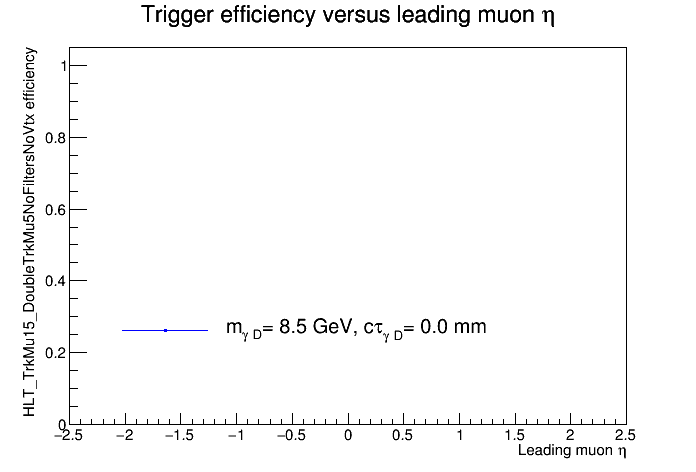 Trigger efficiency versus leading muon η
HLT_TrkMu15_DoubleTrkMu5NoFiltersNoVtx efficiency
1
0.8
0.6
0.4
0.2
0
mγ D= 8.5 GeV, cτγ D= 0.0 mm
−2.5 −2 −1.5 −1 −0.5 0 0.5 1 1.5 2 2.5
Leading muon η